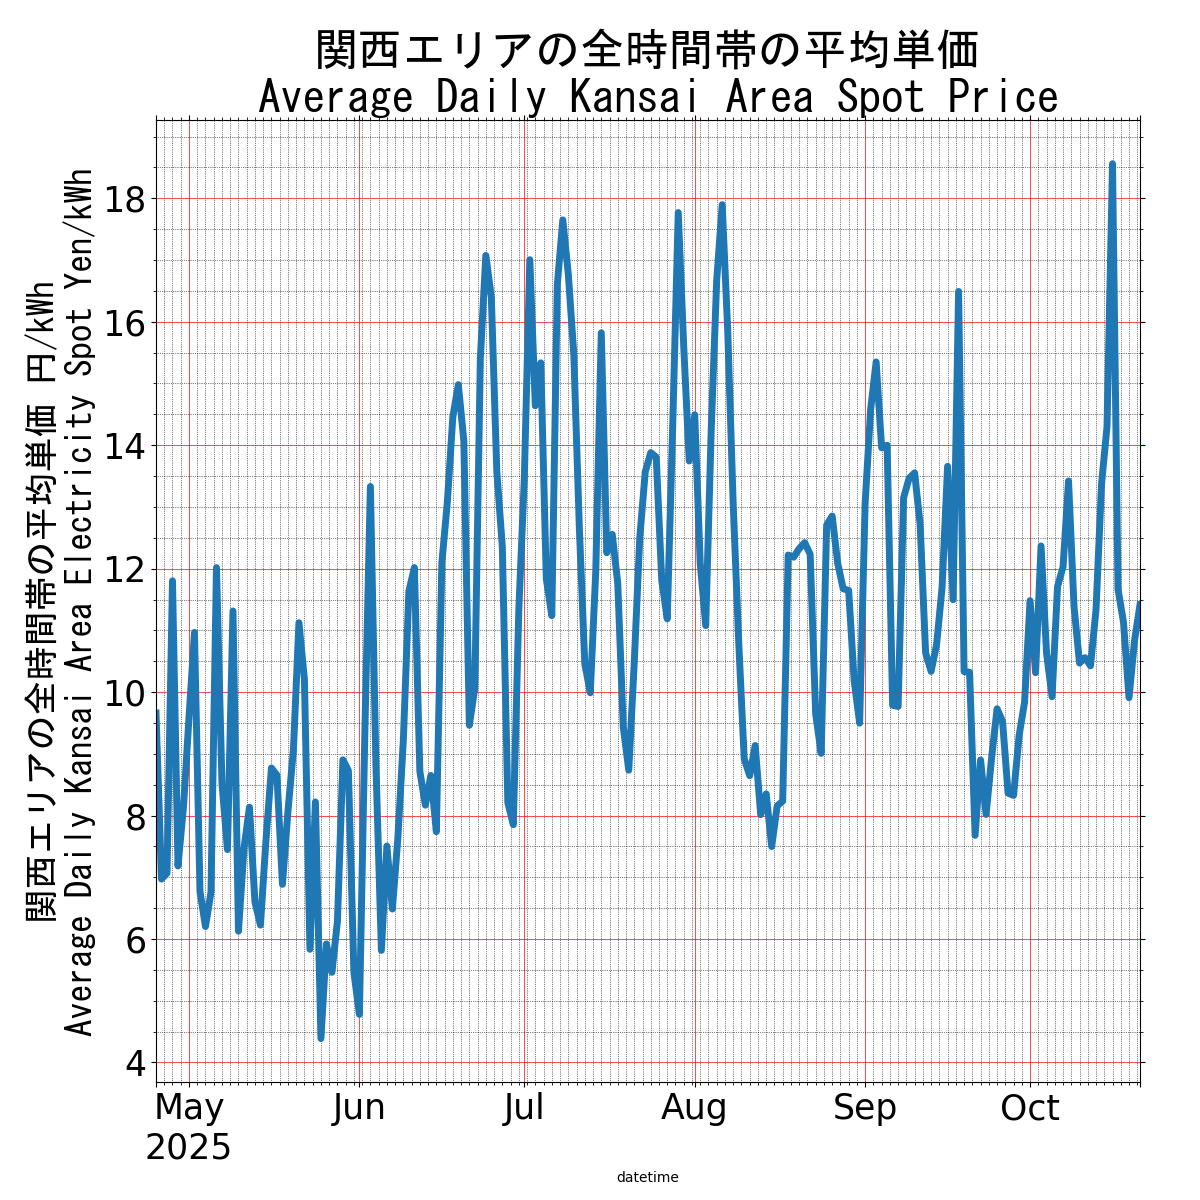 関西エリアの全時間帯の平均単価
Average Daily Kansai Area Spot Price
関西エリアの全時間帯の平均単価 円/kWh
Average Daily Kansai Area Electricity Spot Yen/kWh
18
16
14
12
10
8
6
4
May
2025
Jun
Jul
Aug
Sep
Oct
datetime